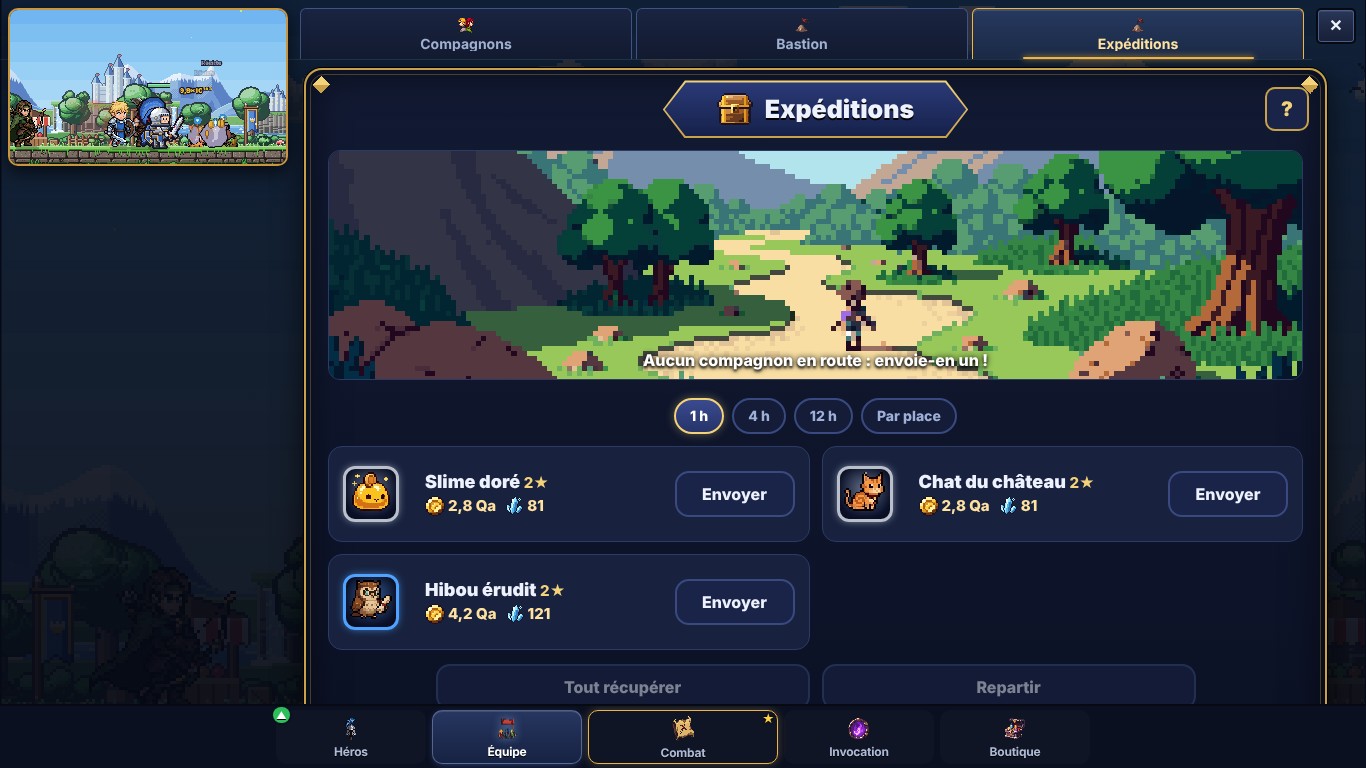 Compagnons
Bastion
Expéditions
×
Expéditions
?
Aucun compagnon en route : envoie-en un !
1 h
4 h
12 h
Par place
Slime doré 2★
2,8 Qa 81
Envoyer
Chat du château 2★
2,8 Qa 81
Envoyer
Hibou érudit 2★
4,2 Qa 121
Envoyer
Tout récupérer
Repartir
Héros
Équipe
Combat
Invocation
Boutique